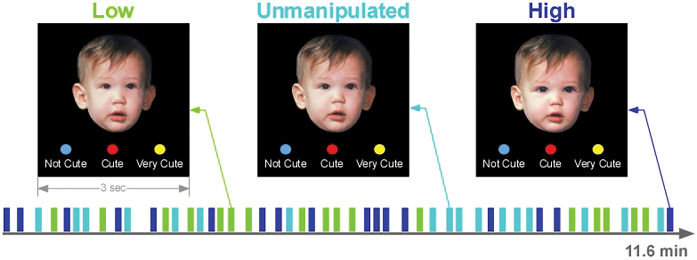 Low Unmanipulated High
Not Cute Cute Very Cute Not Cute Cute Very Cute Not Cute Cute Very Cute
3 sec
11.6 min